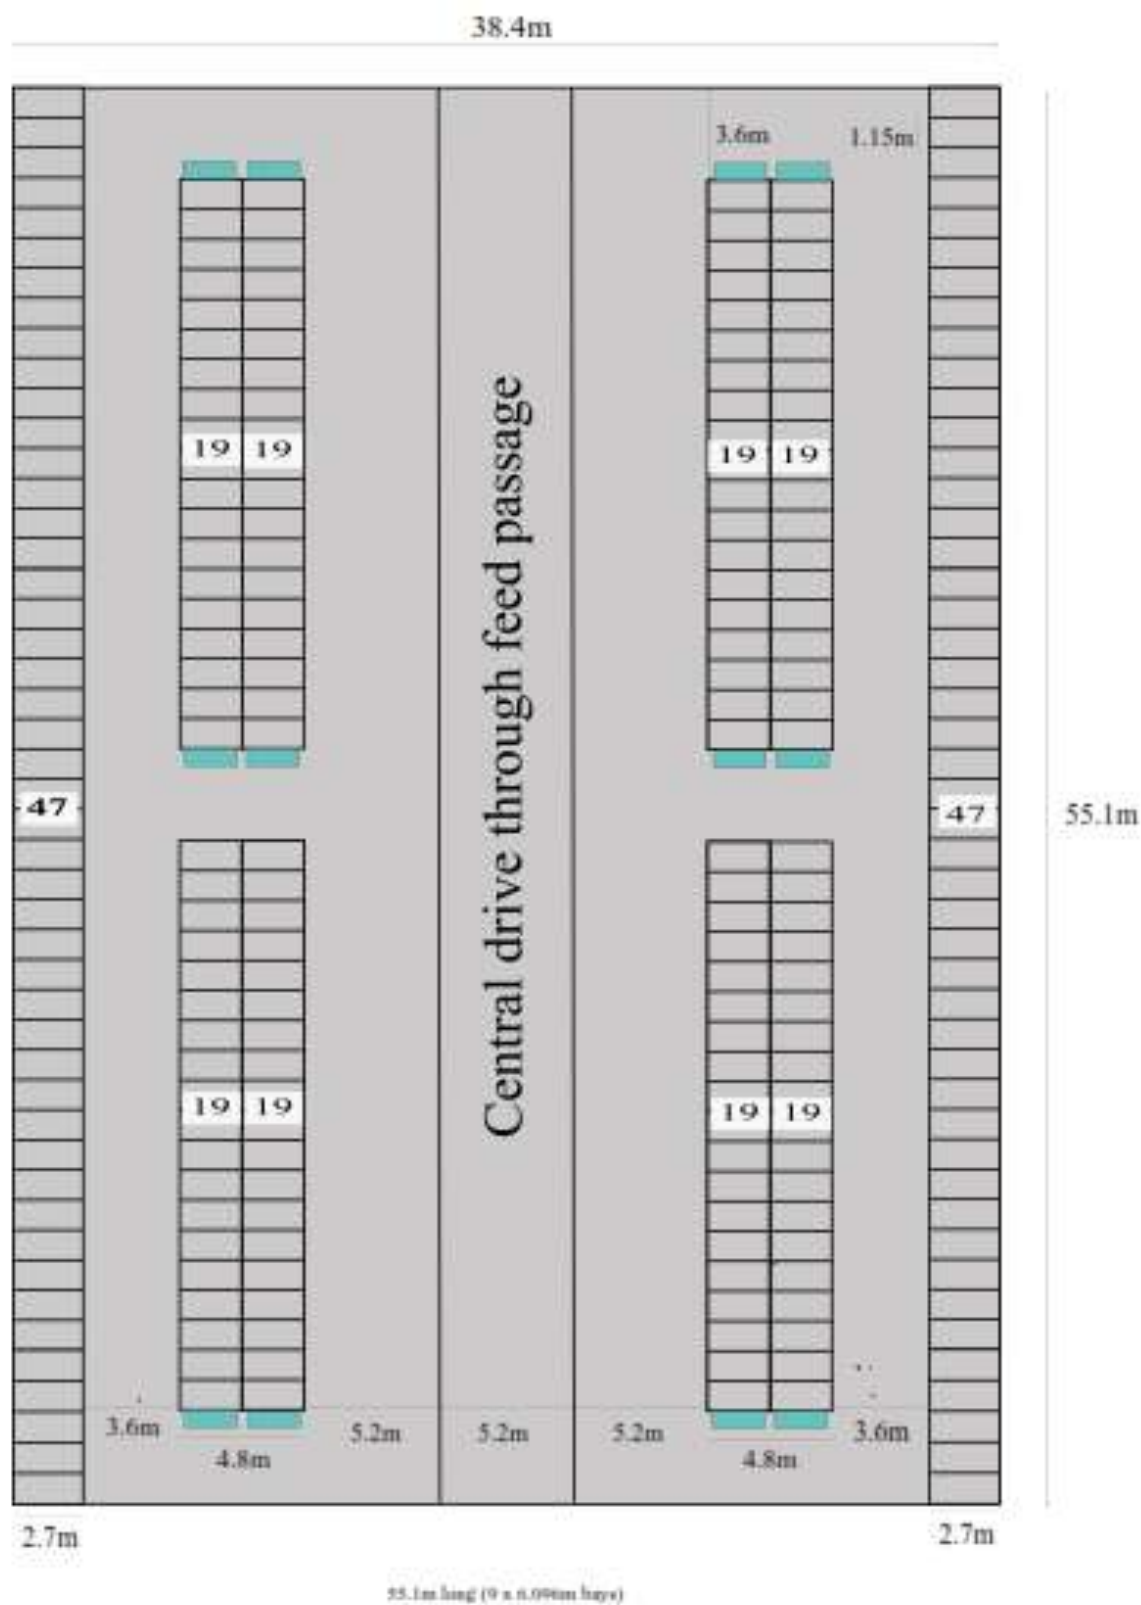 38.4m
3.6m
1.15m
19 19
19 19
Central drive through feed passage
47
47
55.1m
19 19
19 19
3.6m
5.2m
5.2m
5.2m
3.6m
4.8m
4.8m
2.7m
2.7m
55.1m long (9 x 6.096m bays)